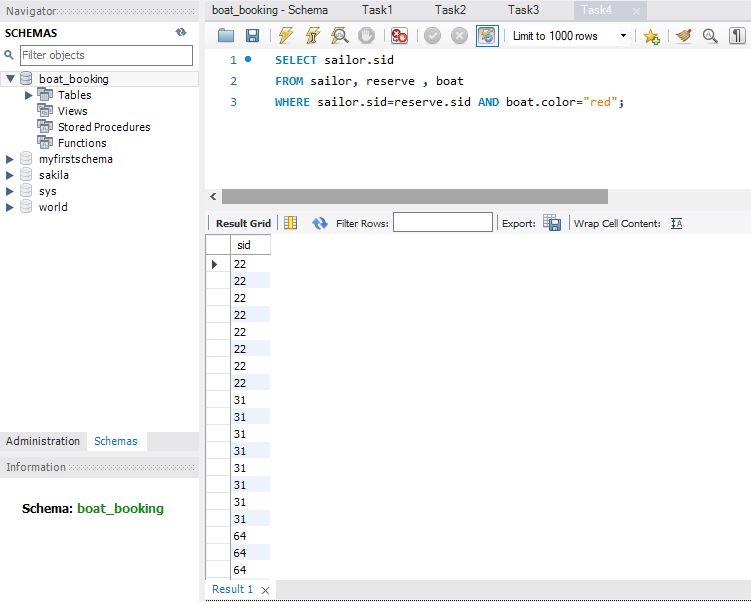 Navigator
SCHEMAS
Filter objects
boat_booking
Tables
Views
Stored Procedures
Functions
myfirstschema
sakila
sys
world
Administration Schemas
Information
Schema: boat_booking
boat_booking - Schema Task1 Task2 Task3 Task4
Limit to 1000 rows
1 SELECT sailor.sid
2 FROM sailor, reserve , boat
3 WHERE sailor.sid=reserve.sid AND boat.color="red";
Result Grid Filter Rows: Export: Wrap Cell Content:
sid
22
22
22
22
22
22
22
22
31
31
31
31
31
31
31
31
64
64
64
Result 1